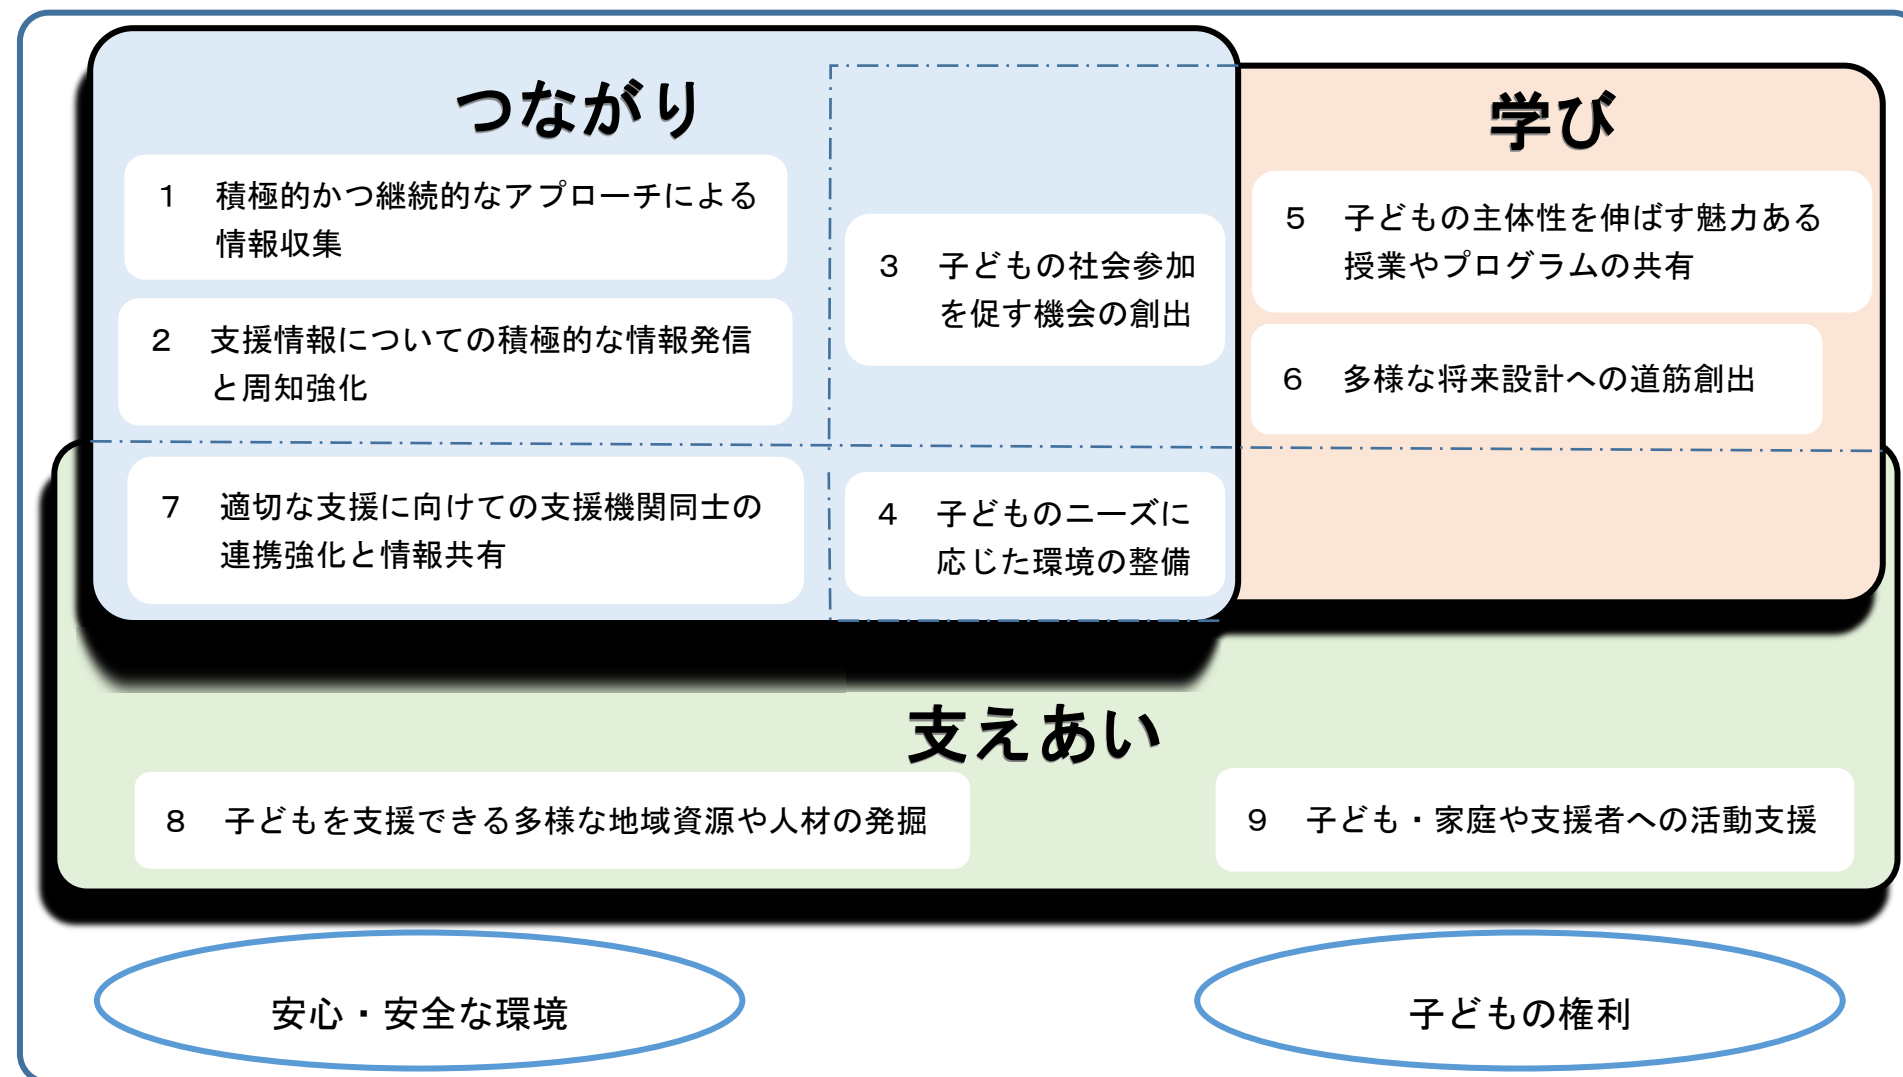 つながり
学び
１ 積極的かつ継続的なアプローチによる
情報収集
２ 支援情報についての積極的な情報発信
と周知強化
３ 子どもの社会参加
を促す機会の創出
５ 子どもの主体性を伸ばす魅力ある
授業やプログラムの共有
６ 多様な将来設計への道筋創出
７ 適切な支援に向けての支援機関同士の
連携強化と情報共有
４ 子どものニーズに
応じた環境の整備
支えあい
８ 子どもを支援できる多様な地域資源や人材の発掘
９ 子ども・家庭や支援者への活動支援
安心・安全な環境
子どもの権利